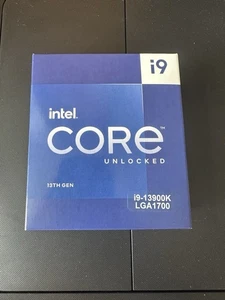 i9
intel
CORE
UNLOCKED
13TH GEN
i9-13900K
LGA1700